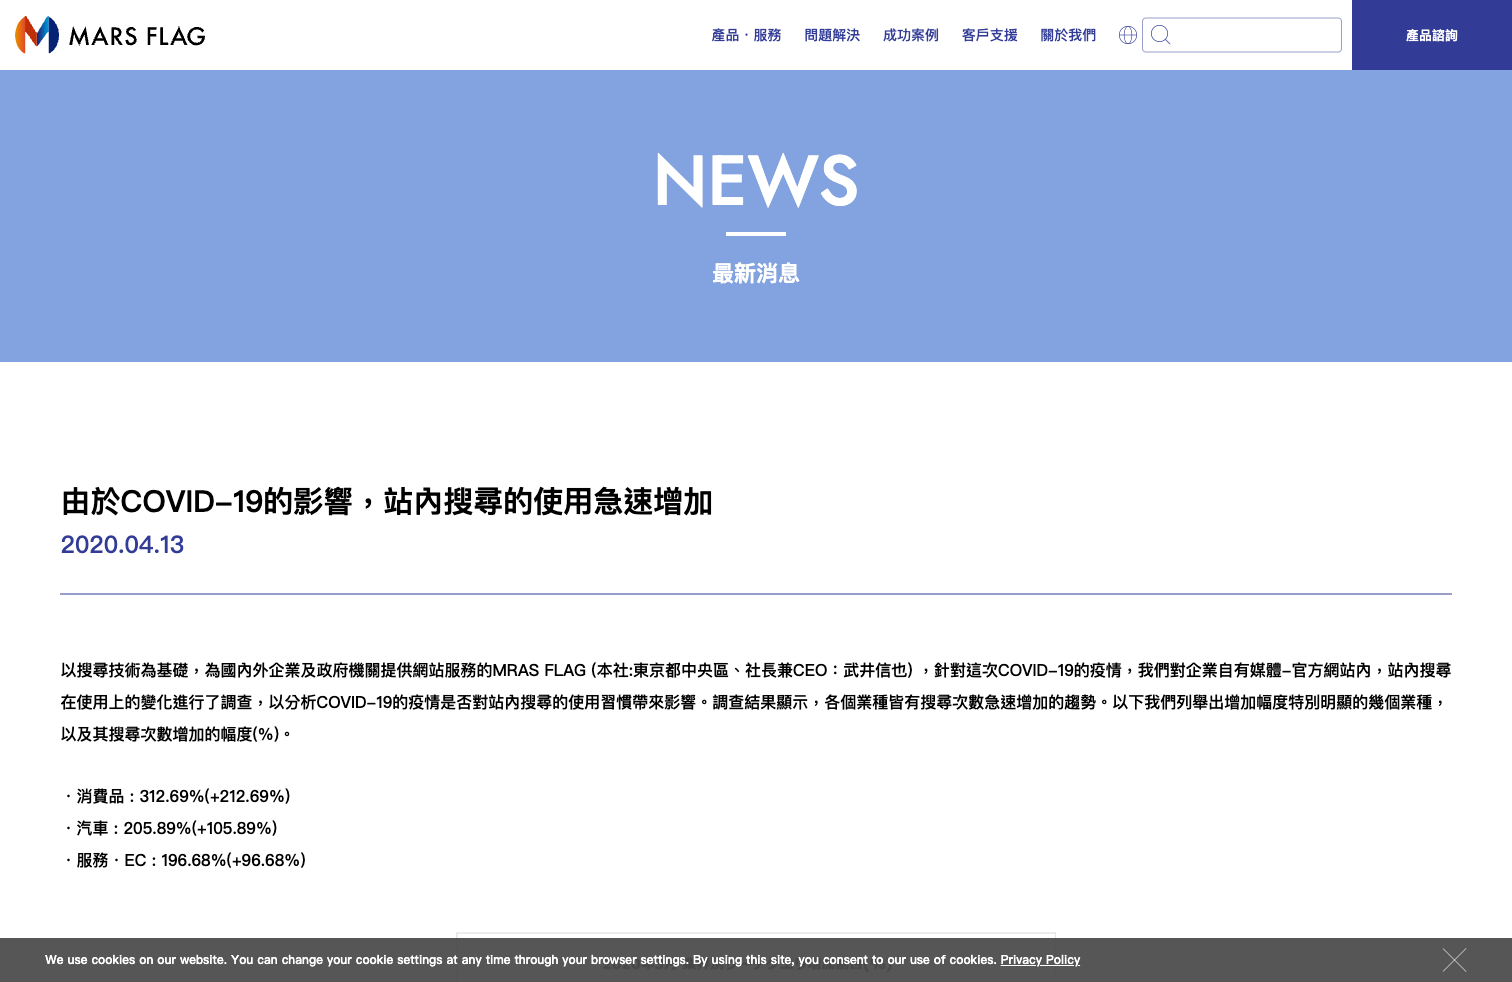 MARS FLAG
產品・服務 問題解決 成功案例 客戶支援 關於我們
產品諮詢
NEWS
最新消息
由於COVID-19的影響，站內搜尋的使用急速增加
2020.04.13
以搜尋技術為基礎，為國內外企業及政府機關提供網站服務的MRAS FLAG (本社:東京都中央區、社長兼CEO：武井信也) ，針對這次COVID-19的疫情，我們對企業自有媒體-官方網站內，站內搜尋
在使用上的變化進行了調查，以分析COVID-19的疫情是否對站內搜尋的使用習慣帶來影響。調查結果顯示，各個業種皆有搜尋次數急速增加的趨勢。以下我們列舉出增加幅度特別明顯的幾個業種，
以及其搜尋次數增加的幅度(%)。
・消費品 : 312.69%(+212.69%)
・汽車 : 205.89%(+105.89%)
・服務・EC : 196.68%(+96.68%)
We use cookies on our website. You can change your cookie settings at any time through your browser settings. By using this site, you consent to our use of cookies. Privacy Policy